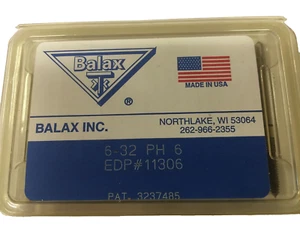 Balax
®
MADE IN USA
BALAX INC.
NORTHLAKE, WI 53064
262-966-2355
6-32 PH 6
EDP#11306
PAT. 3237485